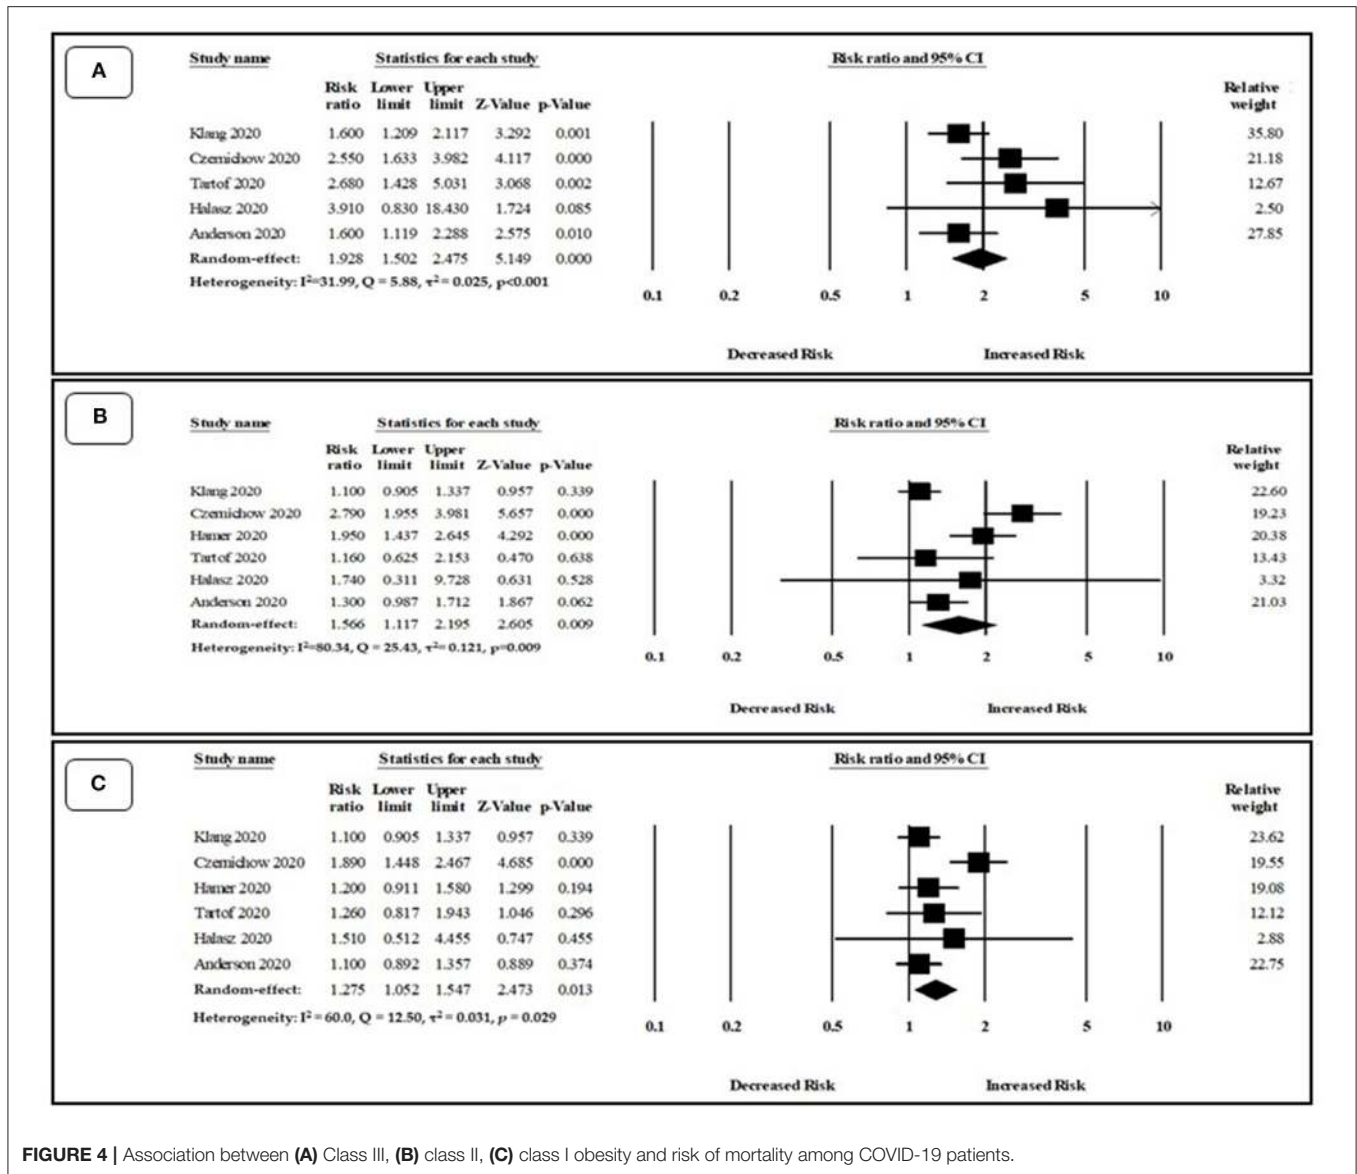 A
Study name Statistics for each study Risk ratio and 95% CI
Risk Lower Upper Relative
ratio limit limit Z-Value p-Value weight
Klang 2020 1.600 1.209 2.117 3.292 0.001 35.80
Czernichow 2020 2.550 1.633 3.982 4.117 0.000 21.18
Tartof 2020 2.680 1.428 5.031 3.068 0.002 12.67
Halasz 2020 3.910 0.830 18.430 1.724 0.085 2.50
Anderson 2020 1.600 1.119 2.288 2.575 0.010 27.85
Random-effect: 1.928 1.502 2.475 5.149 0.000
Heterogeneity: I²=31.99, Q = 5.88, τ²= 0.025, p<0.001
0.1 0.2 0.5 1 2 5 10
Decreased Risk Increased Risk
B
Study name Statistics for each study Risk ratio and 95% CI
Risk Lower Upper Relative
ratio limit limit Z-Value p-Value weight
Klang 2020 1.100 0.905 1.337 0.957 0.339 22.60
Czernichow 2020 2.790 1.955 3.981 5.657 0.000 19.23
Hamer 2020 1.950 1.437 2.645 4.292 0.000 20.38
Tartof 2020 1.160 0.625 2.153 0.470 0.638 13.43
Halasz 2020 1.740 0.311 9.728 0.631 0.528 3.32
Anderson 2020 1.300 0.987 1.712 1.867 0.062 21.03
Random-effect: 1.566 1.117 2.195 2.605 0.009
Heterogeneity: I²=80.34, Q = 25.43, τ²= 0.121, p=0.009
0.1 0.2 0.5 1 2 5 10
Decreased Risk Increased Risk
C
Study name Statistics for each study Risk ratio and 95% CI
Risk Lower Upper Relative
ratio limit limit Z-Value p-Value weight
Klang 2020 1.100 0.905 1.337 0.957 0.339 23.62
Czernichow 2020 1.890 1.448 2.467 4.685 0.000 19.55
Hamer 2020 1.200 0.911 1.580 1.299 0.194 19.08
Tartof 2020 1.260 0.817 1.943 1.046 0.296 12.12
Halasz 2020 1.510 0.512 4.455 0.747 0.455 2.88
Anderson 2020 1.100 0.892 1.357 0.889 0.374 22.75
Random-effect: 1.275 1.052 1.547 2.473 0.013
Heterogeneity: I² = 60.0, Q = 12.50, τ² = 0.031, p = 0.029
0.1 0.2 0.5 1 2 5 10
Decreased Risk Increased Risk
FIGURE 4 | Association between (A) Class III, (B) class II, (C) class I obesity and risk of mortality among COVID-19 patients.